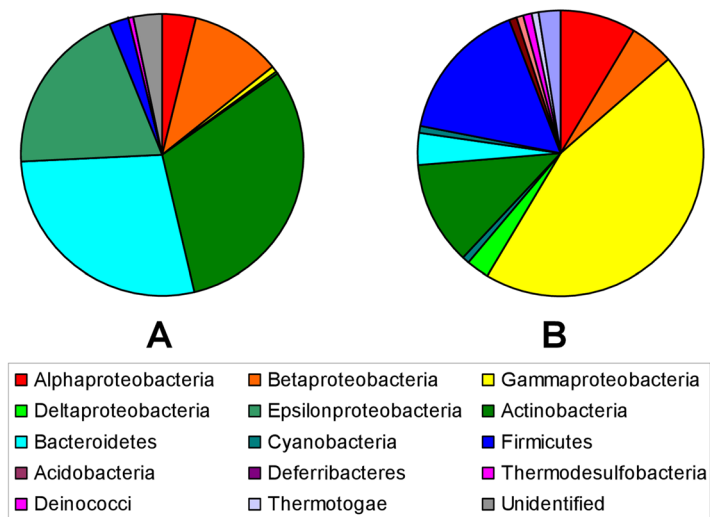 A B
Alphaproteobacteria Betaproteobacteria Gammaproteobacteria
Deltaproteobacteria Epsilonproteobacteria Actinobacteria
Bacteroidetes Cyanobacteria Firmicutes
Acidobacteria Deferribacteres Thermodesulfobacteria
Deinococci Thermotogae Unidentified